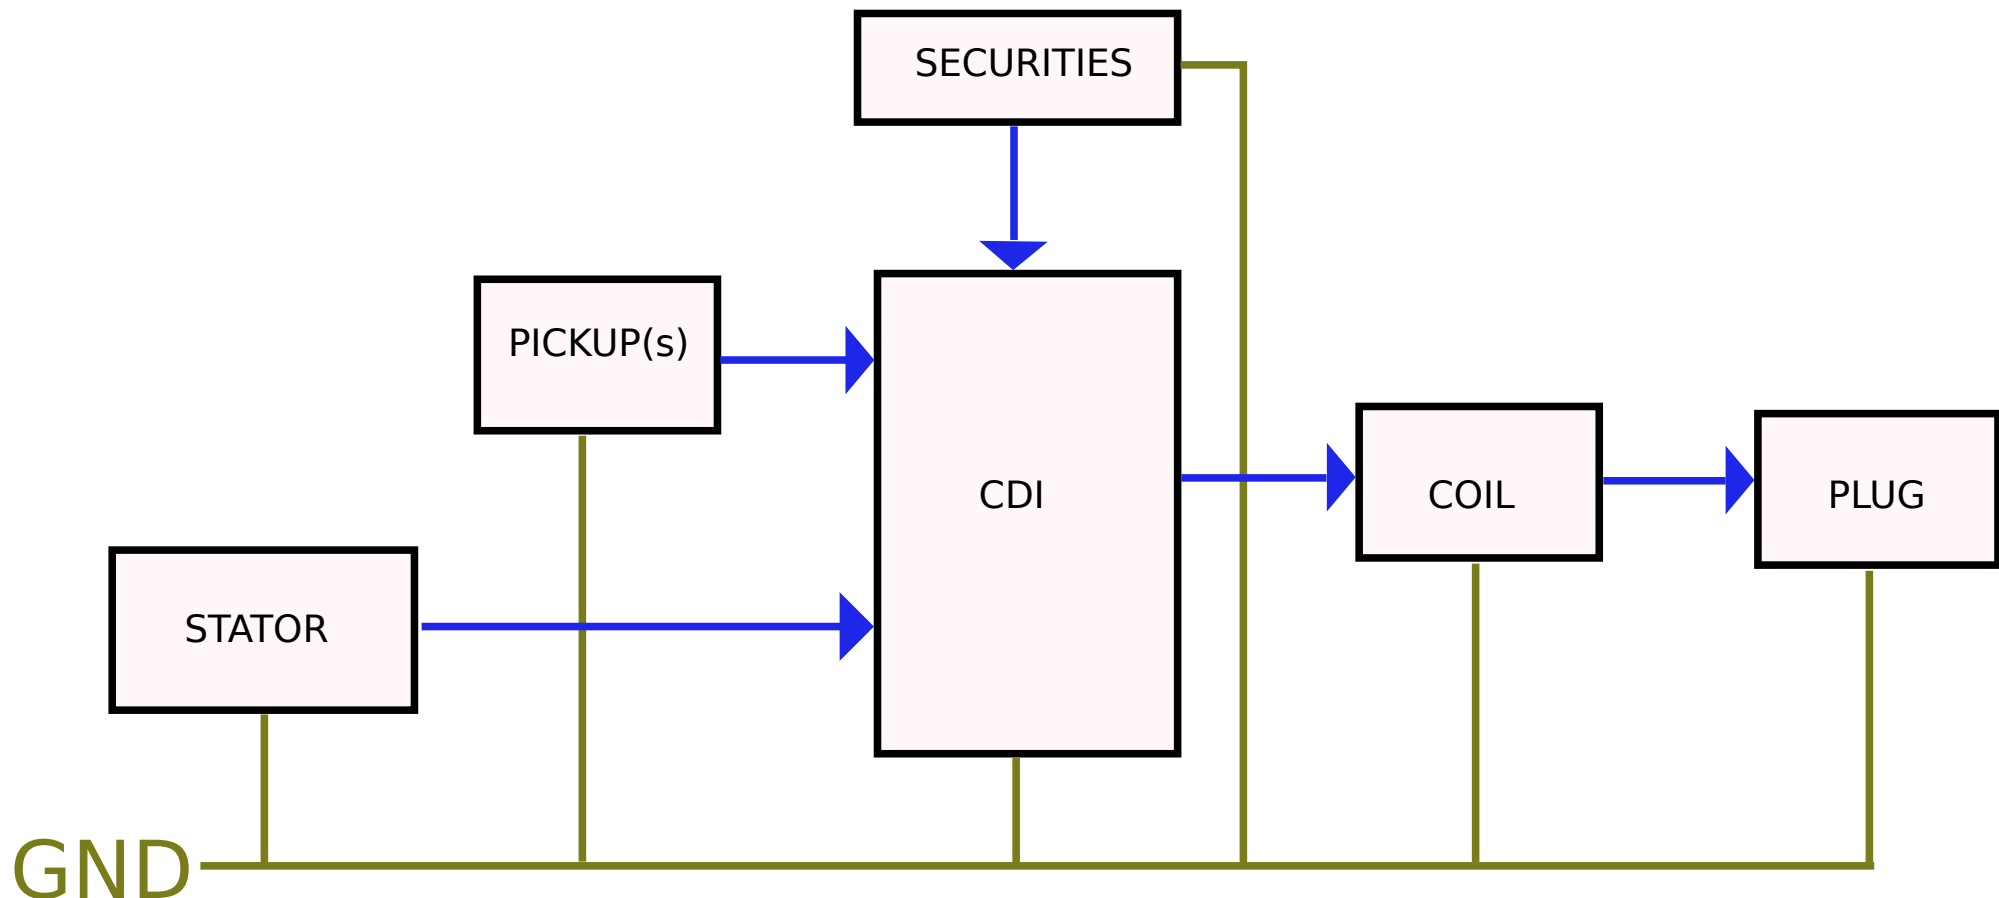 SECURITIES
PICKUP(s)
CDI
COIL
PLUG
STATOR
GND